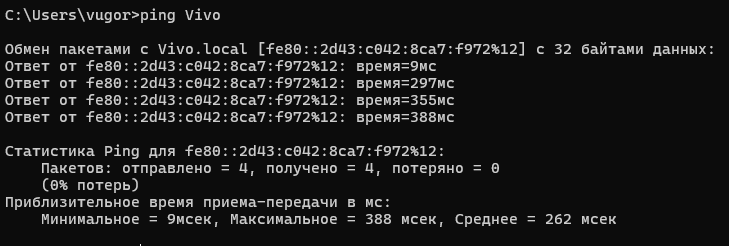 C:\Users\vugor>ping Vivo
Обмен пакетами с Vivo.local [fe80::2d43:c042:8ca7:f972%12] с 32 байтами данных:
Ответ от fe80::2d43:c042:8ca7:f972%12: время=9мс
Ответ от fe80::2d43:c042:8ca7:f972%12: время=297мс
Ответ от fe80::2d43:c042:8ca7:f972%12: время=355мс
Ответ от fe80::2d43:c042:8ca7:f972%12: время=388мс
Статистика Ping для fe80::2d43:c042:8ca7:f972%12:
Пакетов: отправлено = 4, получено = 4, потеряно = 0
(0% потерь)
Приблизительное время приема-передачи в мс:
Минимальное = 9мсек, Максимальное = 388 мсек, Среднее = 262 мсек